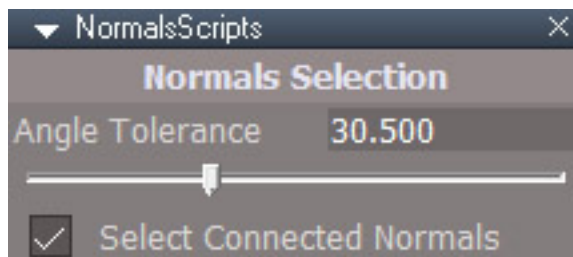 NormalsScripts
Normals Selection
Angle Tolerance 30.500
Select Connected Normals